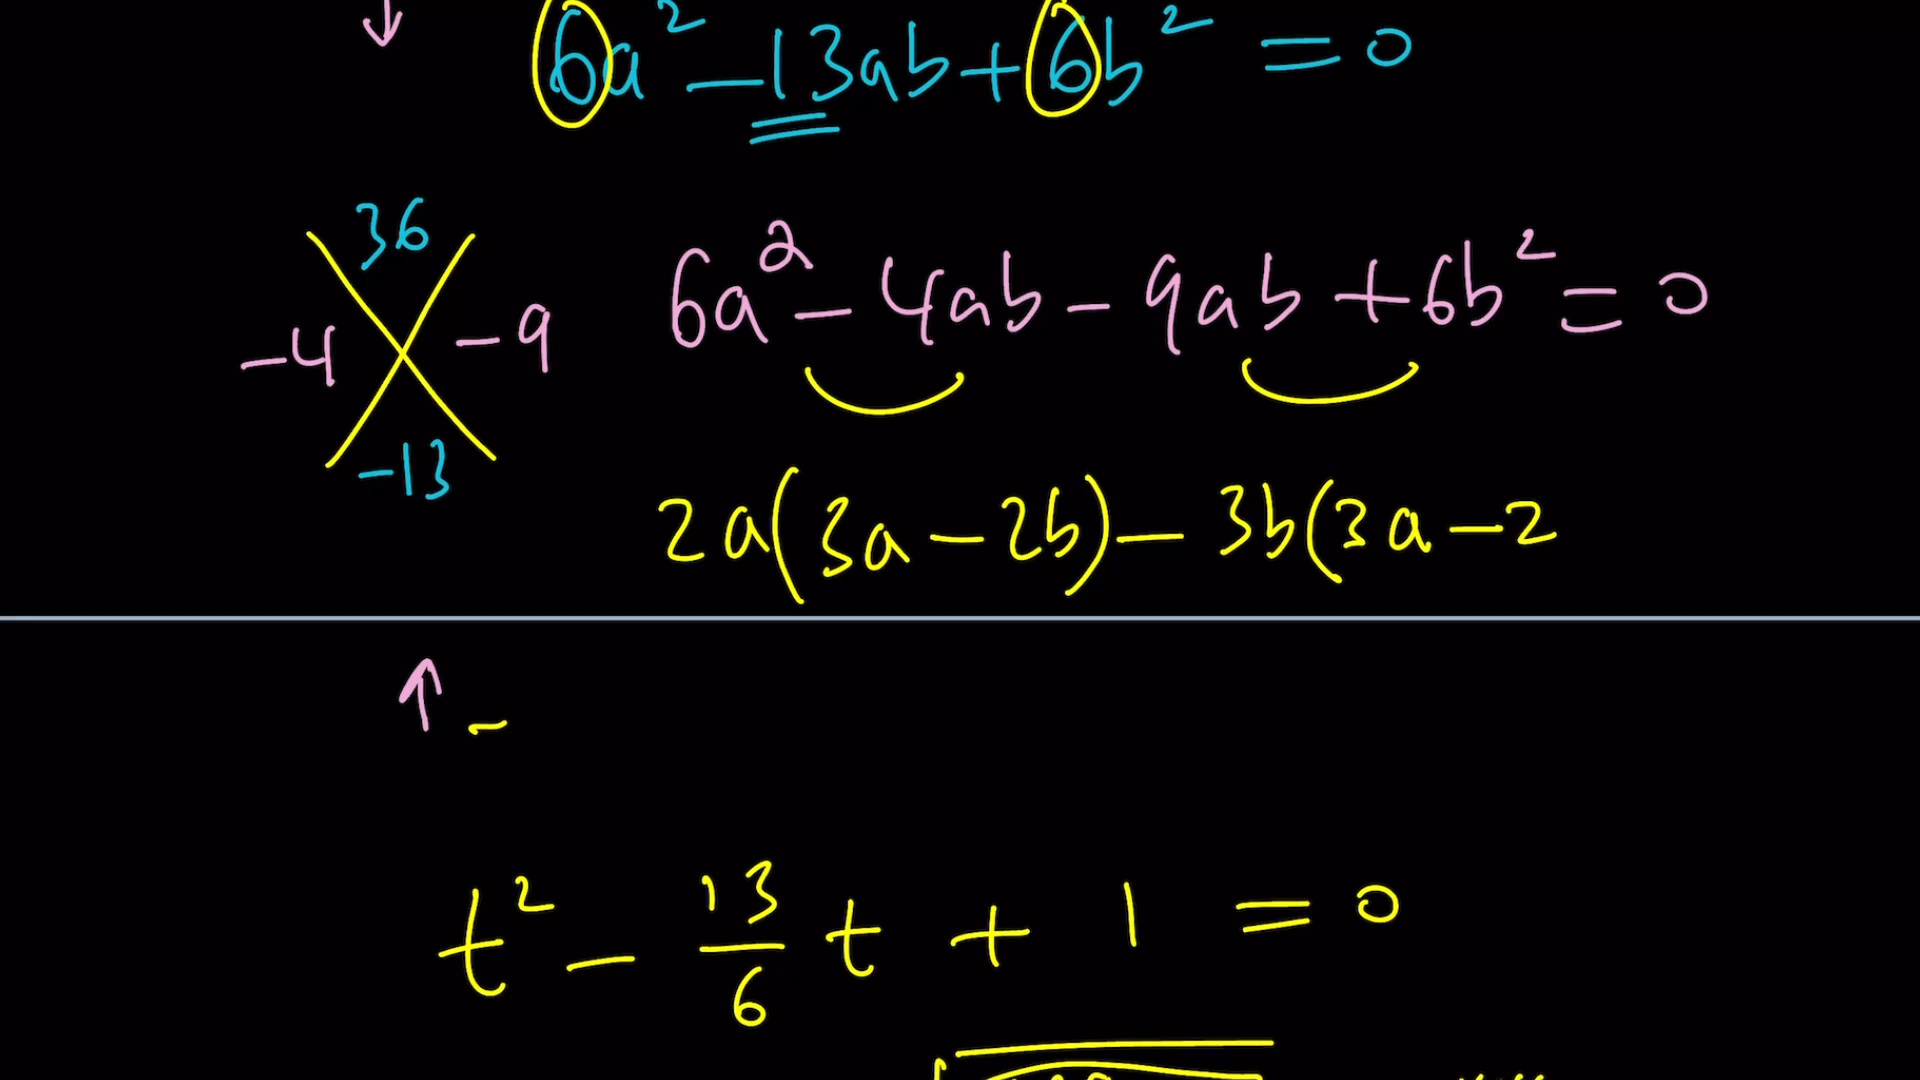 6a² - 13ab + 6b² = 0
36
-4 -9 6a² - 4ab - 9ab + 6b² = 0
-13
2a(3a - 2b) - 3b(3a - 2
t² - 13/6 t + 1 = 0